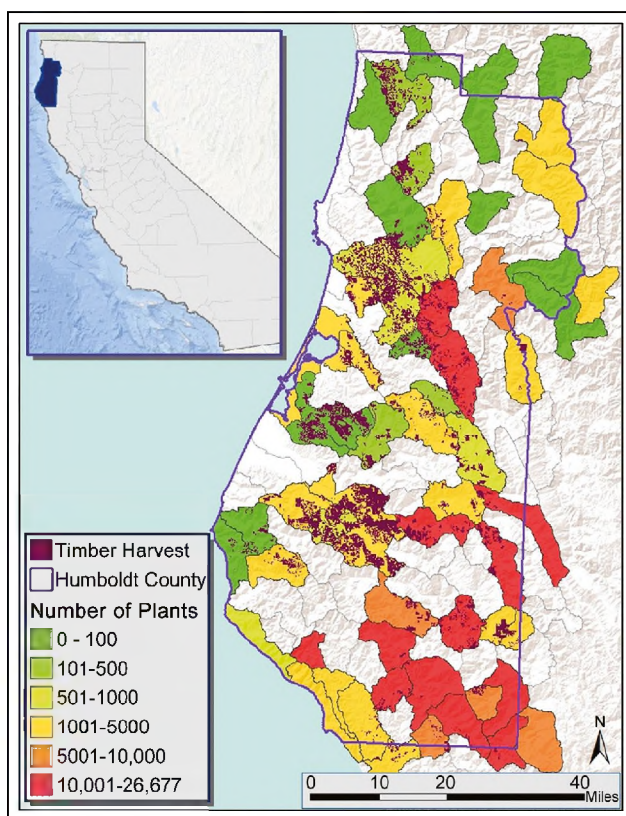 Timber Harvest
Humboldt County
Number of Plants
0 - 100
101-500
501-1000
1001-5000
5001-10,000
10,001-26,677
N
0 10 20 40
Miles